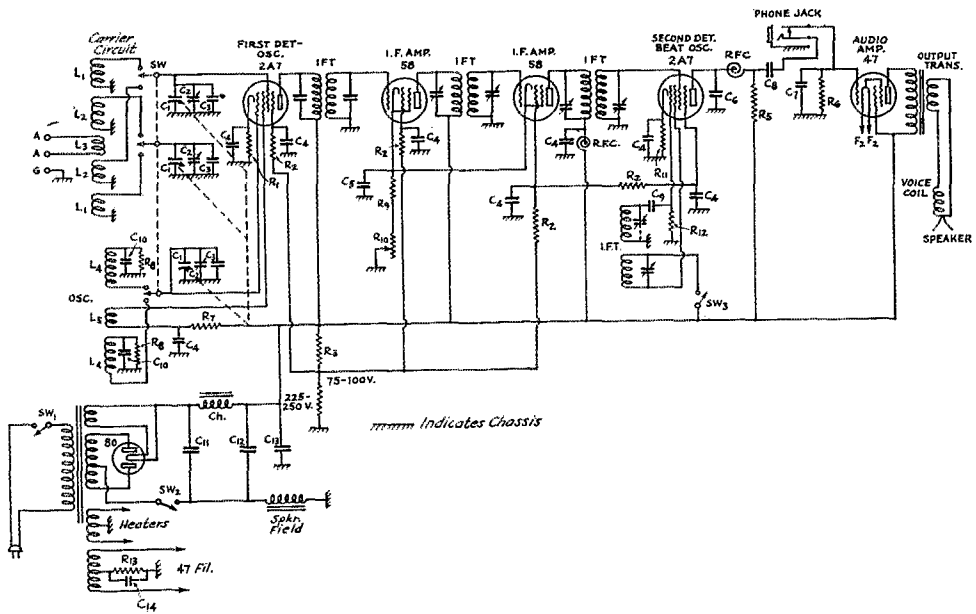 PHONE JACK
Carrier
Circuit
SW
FIRST DET-
OSC.
2A7
1FT
I.F. AMP.
58
1FT
I.F. AMP.
58
1FT
SECOND DET.
BEAT OSC.
2A7
RFC
C8
AUDIO
AMP.
47
OUTPUT
TRANS.
L1
C2
C1
C3
C6
C7
R6
R5
L2
A
L3
A
G
C4
C4
R1
R2
C2
C1
C3
L2
L1
R2
C4
C5
R9
C4
R.F.C.
C4
R11
F2 F2
VOICE
COIL
SPEAKER
R2
C4
C4
C9
R12
R10
R2
I.F.T.
C10
L4
R8
C1
C2
C3
OSC.
SW3
L5
R7
C4
R8
L4
C10
R3
75-100V.
225-
250V.
Indicates Chassis
SW1
80
Ch.
C11
C12
C13
SW2
Spkr.
Field
Heaters
R13
47 Fil.
C14